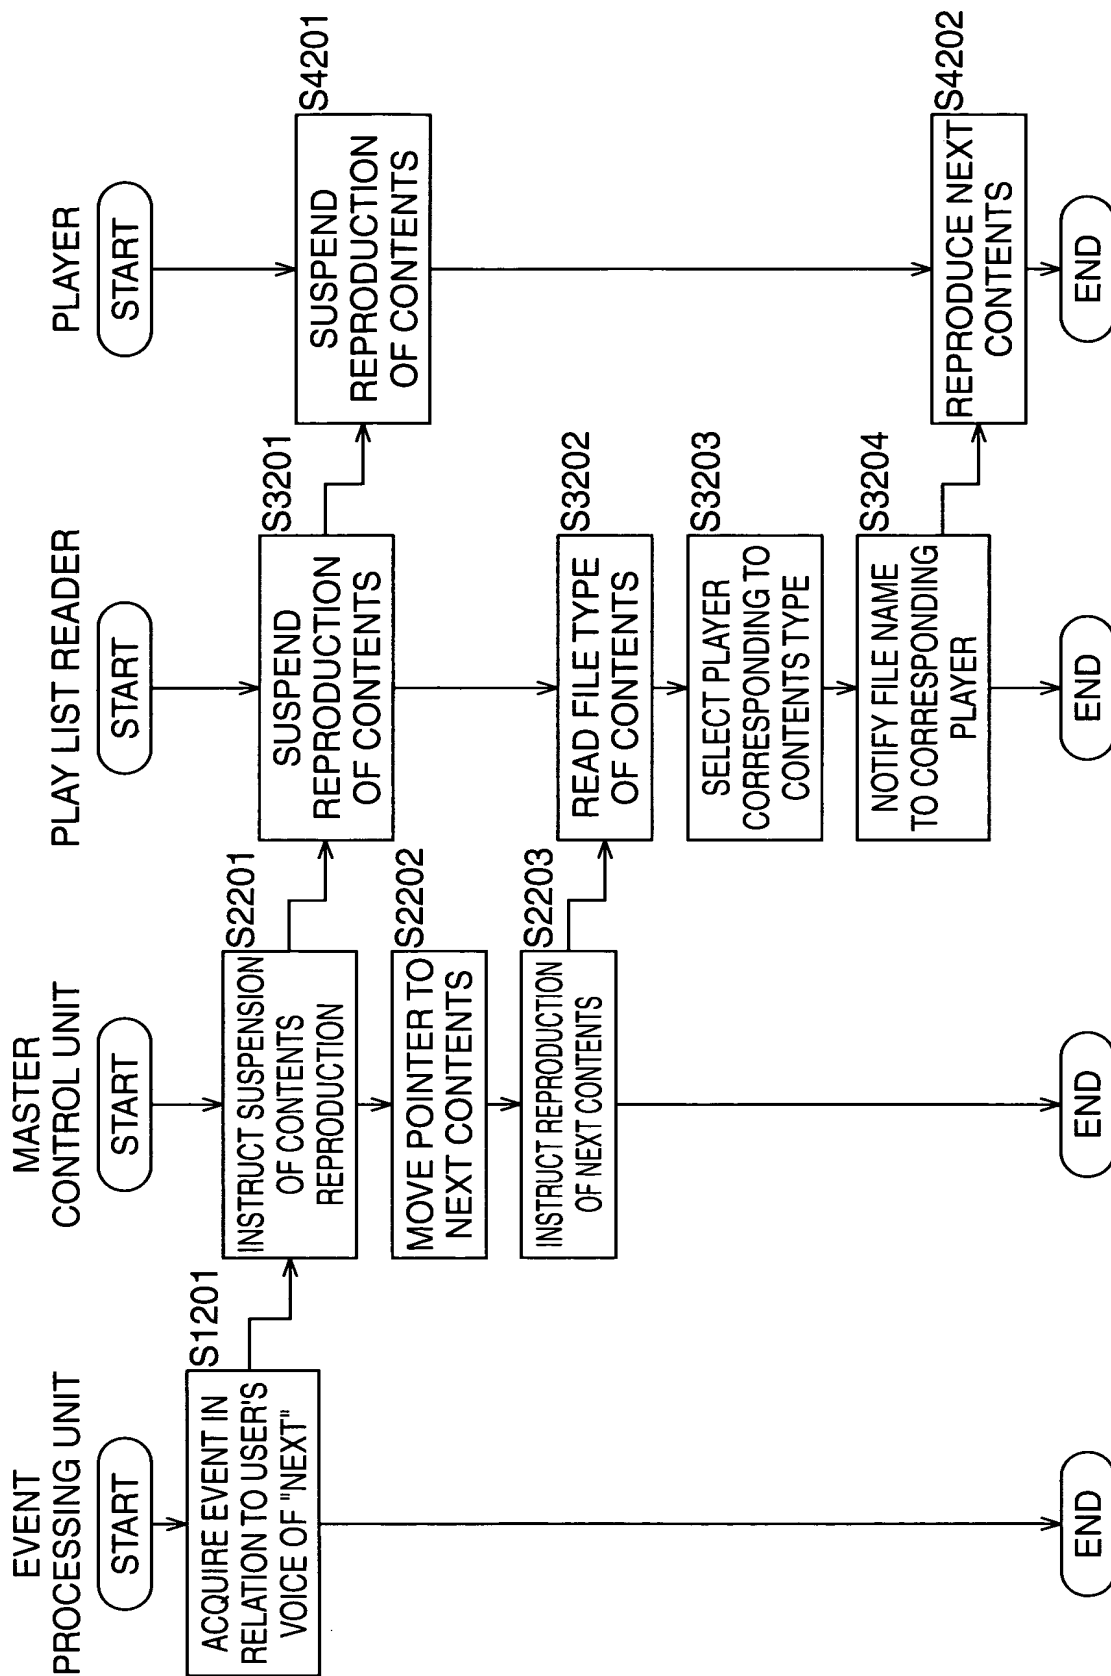 EVENT
PROCESSING UNIT
START
S1201
ACQUIRE EVENT IN
RELATION TO USER'S
VOICE OF "NEXT"
END
MASTER
CONTROL UNIT
START
S2201
INSTRUCT SUSPENSION
OF CONTENTS
REPRODUCTION
S2202
MOVE POINTER TO
NEXT CONTENTS
S2203
INSTRUCT REPRODUCTION
OF NEXT CONTENTS
END
PLAY LIST READER
START
S3201
SUSPEND
REPRODUCTION
OF CONTENTS
S3202
READ FILE TYPE
OF CONTENTS
S3203
SELECT PLAYER
CORRESPONDING TO
CONTENTS TYPE
S3204
NOTIFY FILE NAME
TO CORRESPONDING
PLAYER
END
PLAYER
START
S4201
SUSPEND
REPRODUCTION
OF CONTENTS
S4202
REPRODUCE NEXT
CONTENTS
END